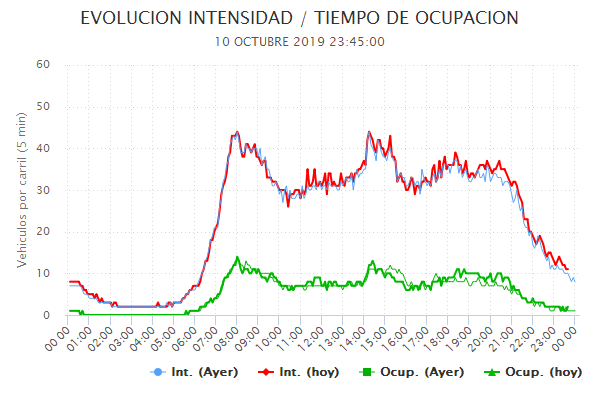 EVOLUCION INTENSIDAD / TIEMPO DE OCUPACION
10 OCTUBRE 2019 23:45:00
Vehiculos por carril (5 min)
60
50
40
30
20
10
0
00:00 01:00 02:00 03:00 04:00 05:00 06:00 07:00 08:00 09:00 10:00 11:00 12:00 13:00 14:00 15:00 16:00 17:00 18:00 19:00 20:00 21:00 22:00 23:00 00:00
Int. (Ayer) Int. (hoy) Ocup. (Ayer) Ocup. (hoy)